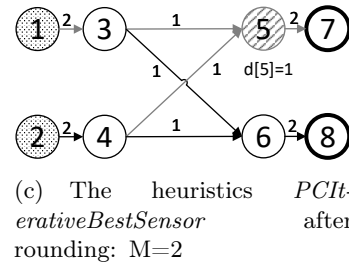 1 2 3 1 5 2 7
1 1 d[5]=1
2 2 4 1 6 2 8
(c) The heuristics PCIt-
erativeBestSensor after
rounding: M=2